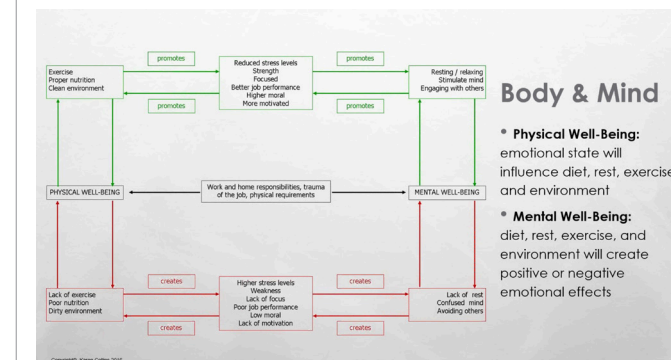 promotes
promotes
Exercise
Proper nutrition
Clean environment
Reduced stress levels
Strength
Focused
Better job performance
Higher moral
More motivated
Resting / relaxing
Stimulate mind
Engaging with others
promotes
promotes
Body & Mind
• Physical Well-Being:
emotional state will
influence diet, rest, exercise
and environment
PHYSICAL WELL-BEING
Work and home responsibilities, trauma
of the job, physical requirements
MENTAL WELL-BEING
• Mental Well-Being:
diet, rest, exercise, and
environment will create
positive or negative
emotional effects
creates
creates
Lack of exercise
Poor nutrition
Dirty environment
Higher stress levels
Weakness
Lack of focus
Poor job performance
Low moral
Lack of motivation
Lack of rest
Confused mind
Avoiding others
creates
creates